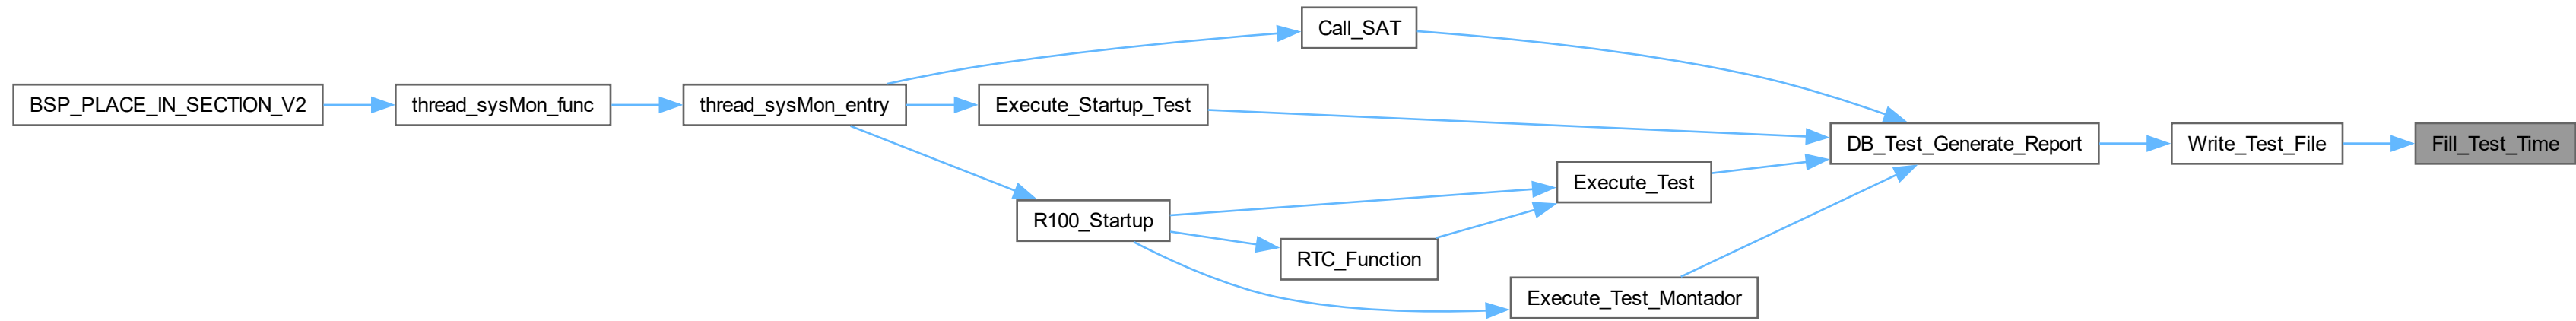 Call_SAT
BSP_PLACE_IN_SECTION_V2
thread_sysMon_func
thread_sysMon_entry
Execute_Startup_Test
DB_Test_Generate_Report
Write_Test_File
Fill_Test_Time
Execute_Test
R100_Startup
RTC_Function
Execute_Test_Montador